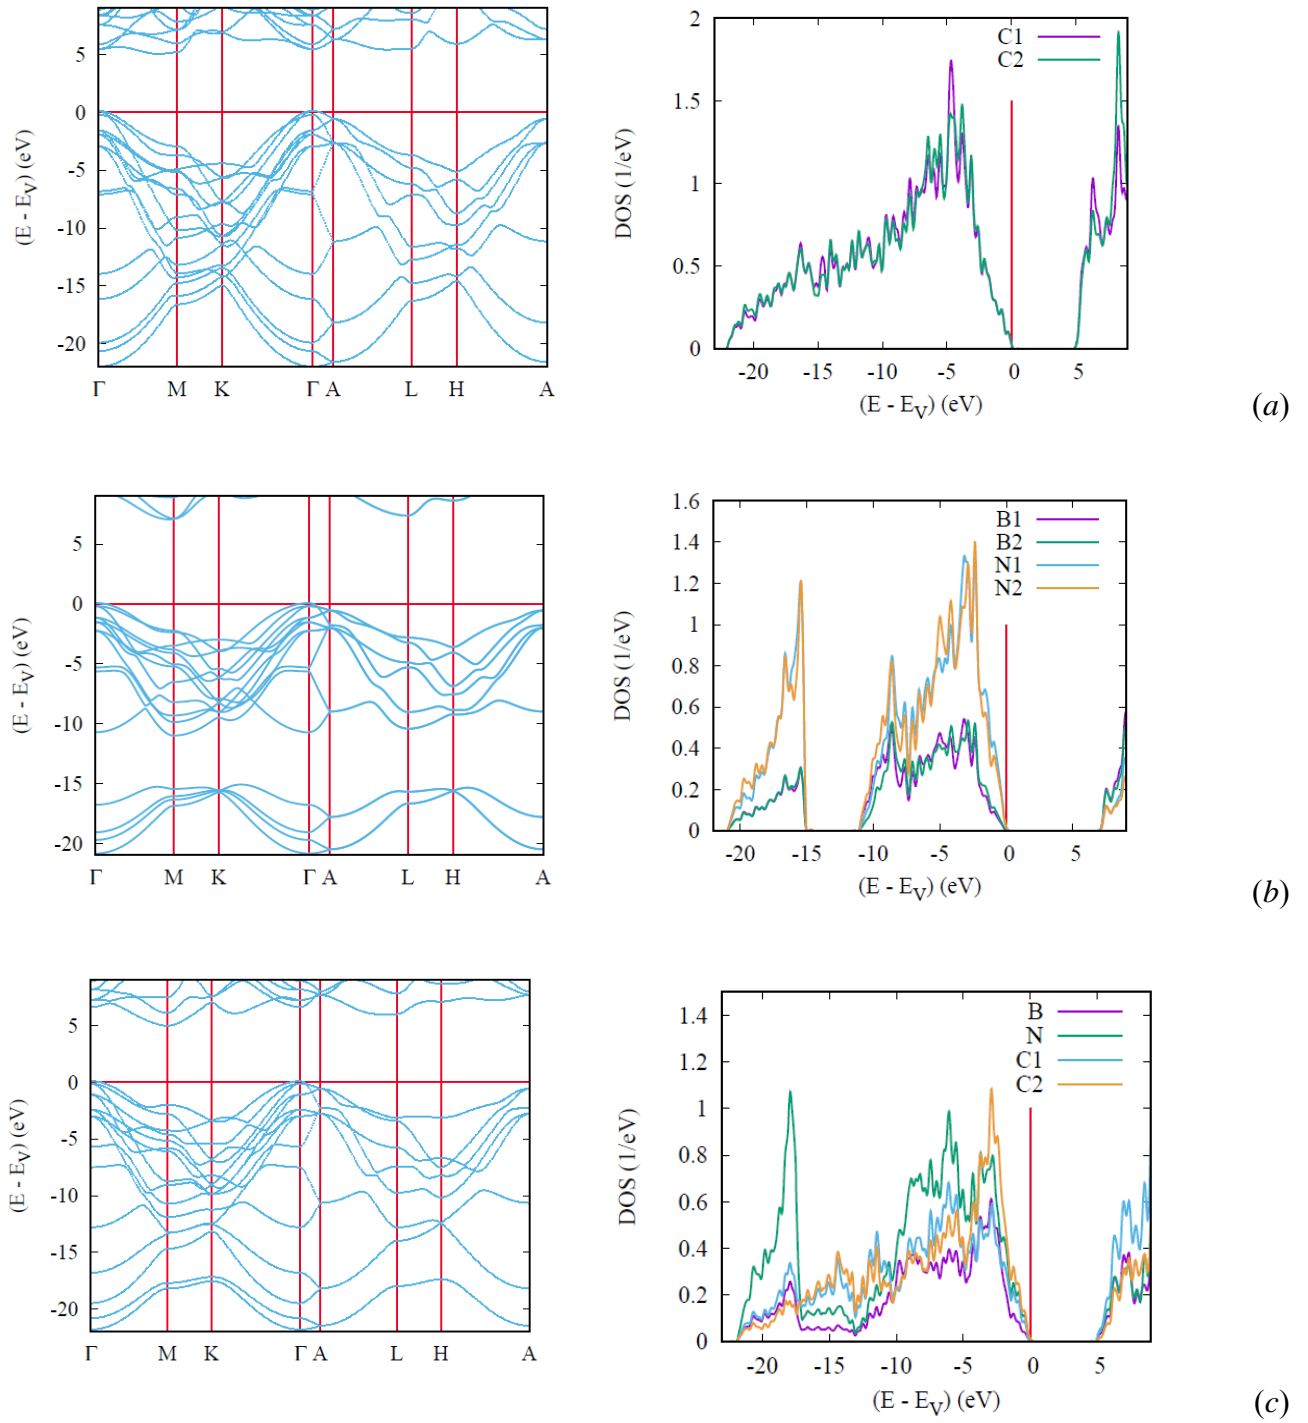 (E - E_V) (eV)
5
0
-5
-10
-15
-20
Γ M K Γ A L H A
DOS (1/eV)
2
1.5
1
0.5
0
C1
C2
-20 -15 -10 -5 0 5
(E - E_V) (eV)
(a)
(E - E_V) (eV)
5
0
-5
-10
-15
-20
Γ M K Γ A L H A
DOS (1/eV)
1.6
1.4
1.2
1
0.8
0.6
0.4
0.2
0
B1
B2
N1
N2
-20 -15 -10 -5 0 5
(E - E_V) (eV)
(b)
(E - E_V) (eV)
5
0
-5
-10
-15
-20
Γ M K Γ A L H A
DOS (1/eV)
1.4
1.2
1
0.8
0.6
0.4
0.2
0
B
N
C1
C2
-20 -15 -10 -5 0 5
(E - E_V) (eV)
(c)